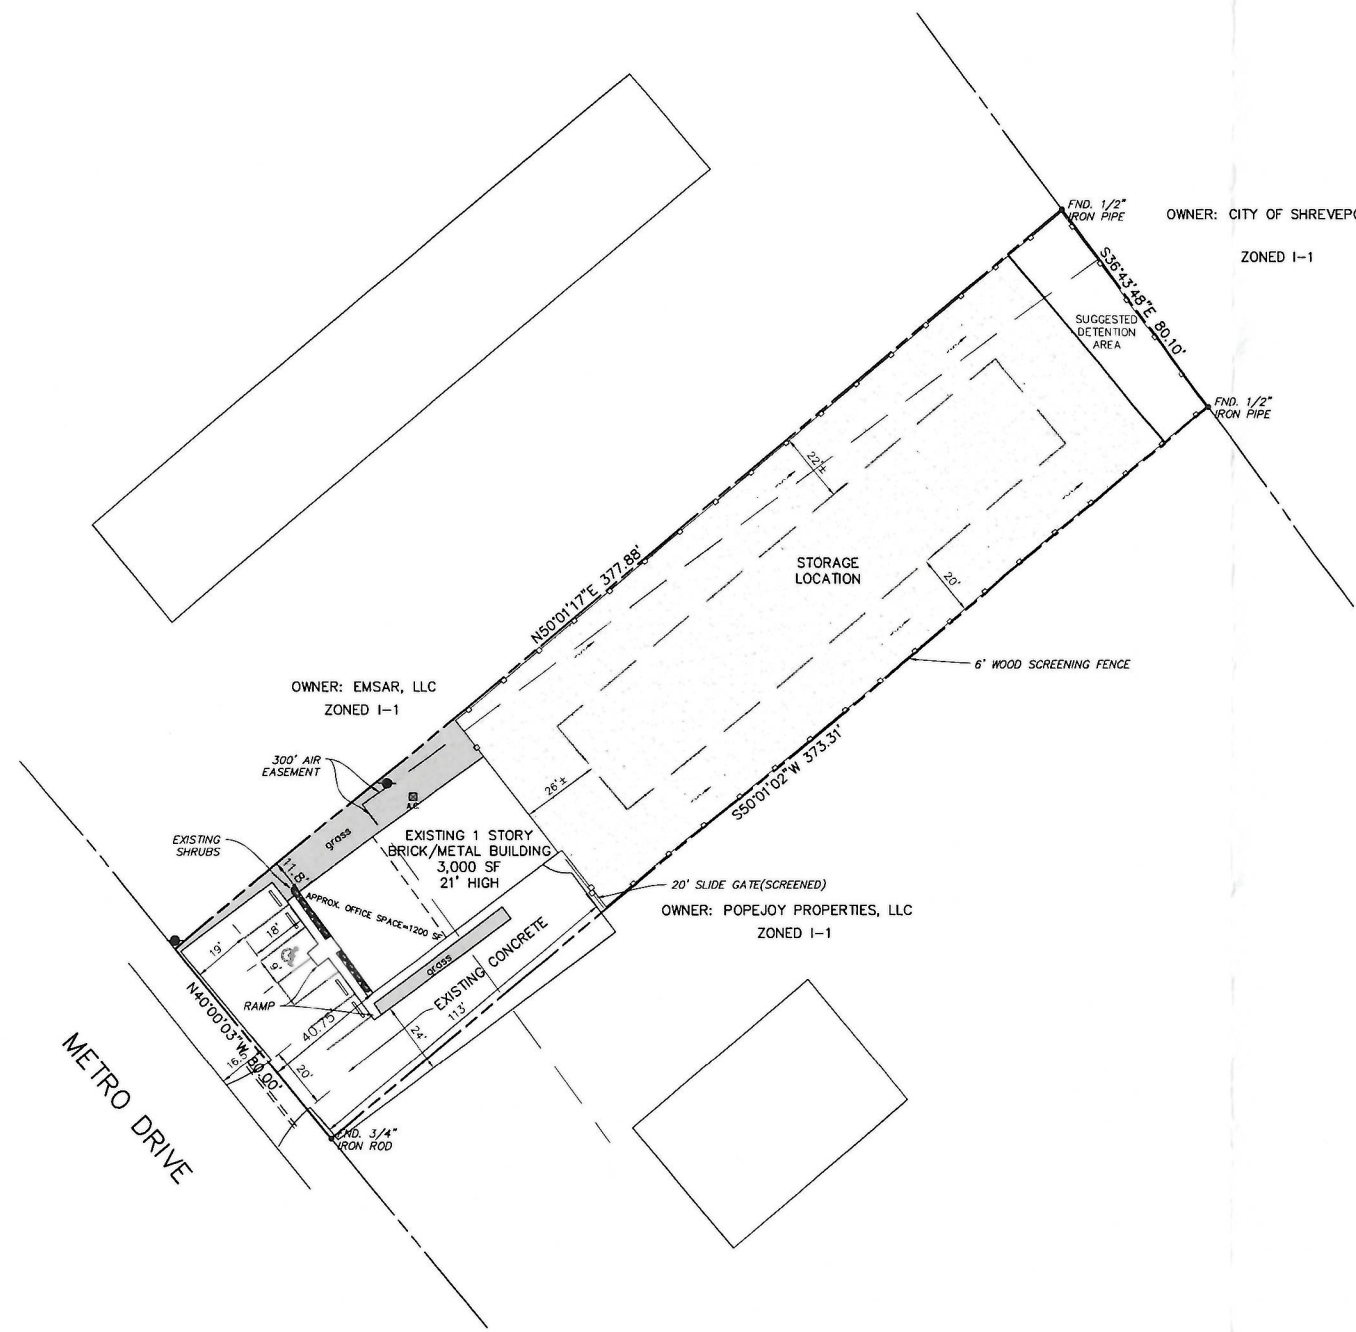 FND. 1/2"
IRON PIPE
OWNER: CITY OF SHREVEPO
ZONED I-1
S36°43'48"E 80.10'
SUGGESTED
DETENTION
AREA
FND. 1/2"
IRON PIPE
22'±
N50°01'17"E 377.88'
STORAGE
LOCATION
20'
6' WOOD SCREENING FENCE
OWNER: EMSAR, LLC
ZONED I-1
300' AIR
EASEMENT
26'±
S50°01'02"W 373.31'
A.C.
grass
EXISTING
SHRUBS
11.8'
EXISTING 1 STORY
BRICK/METAL BUILDING
3,000 SF
21' HIGH
APPROX. OFFICE SPACE=1200 SF
20' SLIDE GATE(SCREENED)
OWNER: POPEJOY PROPERTIES, LLC
ZONED I-1
19'
18'
9'
grass
EXISTING CONCRETE
113'
RAMP
40.75'
24'
N40°00'03"W 80.00'
20'
METRO DRIVE
FND. 3/4"
IRON ROD